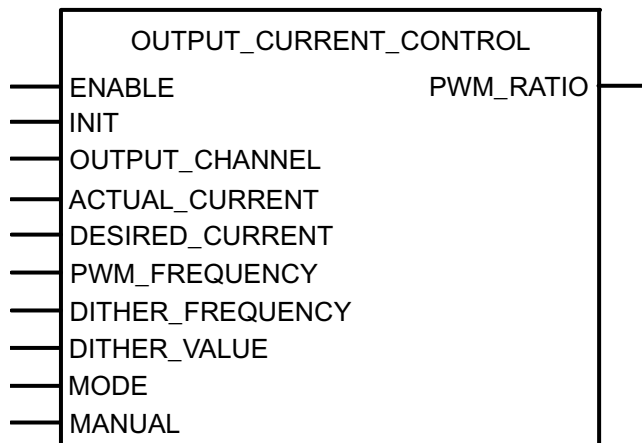 OUTPUT_CURRENT_CONTROL
ENABLE PWM_RATIO
INIT
OUTPUT_CHANNEL
ACTUAL_CURRENT
DESIRED_CURRENT
PWM_FREQUENCY
DITHER_FREQUENCY
DITHER_VALUE
MODE
MANUAL